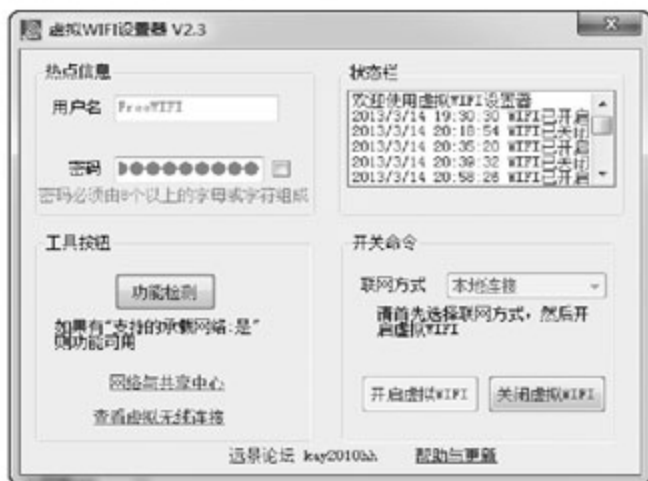 虚拟WIFI设置器 V2.3
热点信息
用户名 FreeWIFI
密码
密码必须由8个以上的字母或字符组成
状态栏
欢迎使用虚拟WIFI设置器
2013/3/14 19:30:30 WIFI已开启
2013/3/14 20:18:54 WIFI已关闭
2013/3/14 20:35:20 WIFI已开启
2013/3/14 20:39:32 WIFI已关闭
2013/3/14 20:58:28 WIFI已开启
工具按钮
功能检测
如果有"支持的承载网络:是"
则功能可用
网络与共享中心
查看虚拟无线连接
开关命令
联网方式 本地连接
请首先选择联网方式，然后开
启虚拟WIFI
开启虚拟WIFI 关闭虚拟WIFI
远景论坛 kay2010hh 帮助与更新